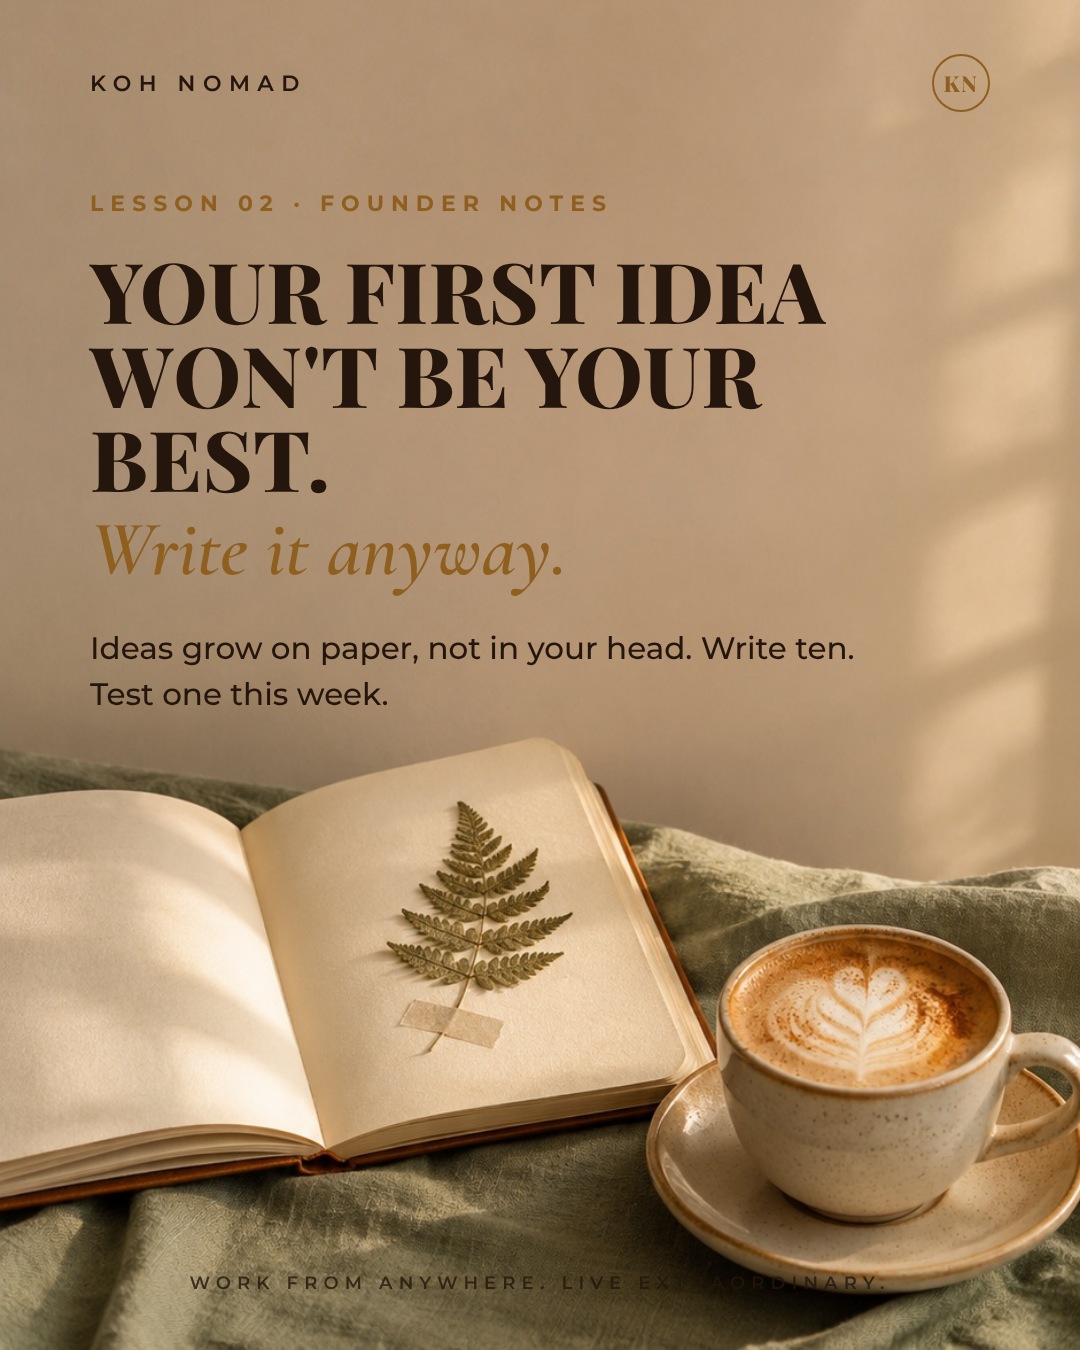 KOH NOMAD
KN
LESSON 02 · FOUNDER NOTES
YOUR FIRST IDEA
WON'T BE YOUR
BEST.
Write it anyway.
Ideas grow on paper, not in your head. Write ten.
Test one this week.
WORK FROM ANYWHERE. LIVE EXTRAORDINARY.